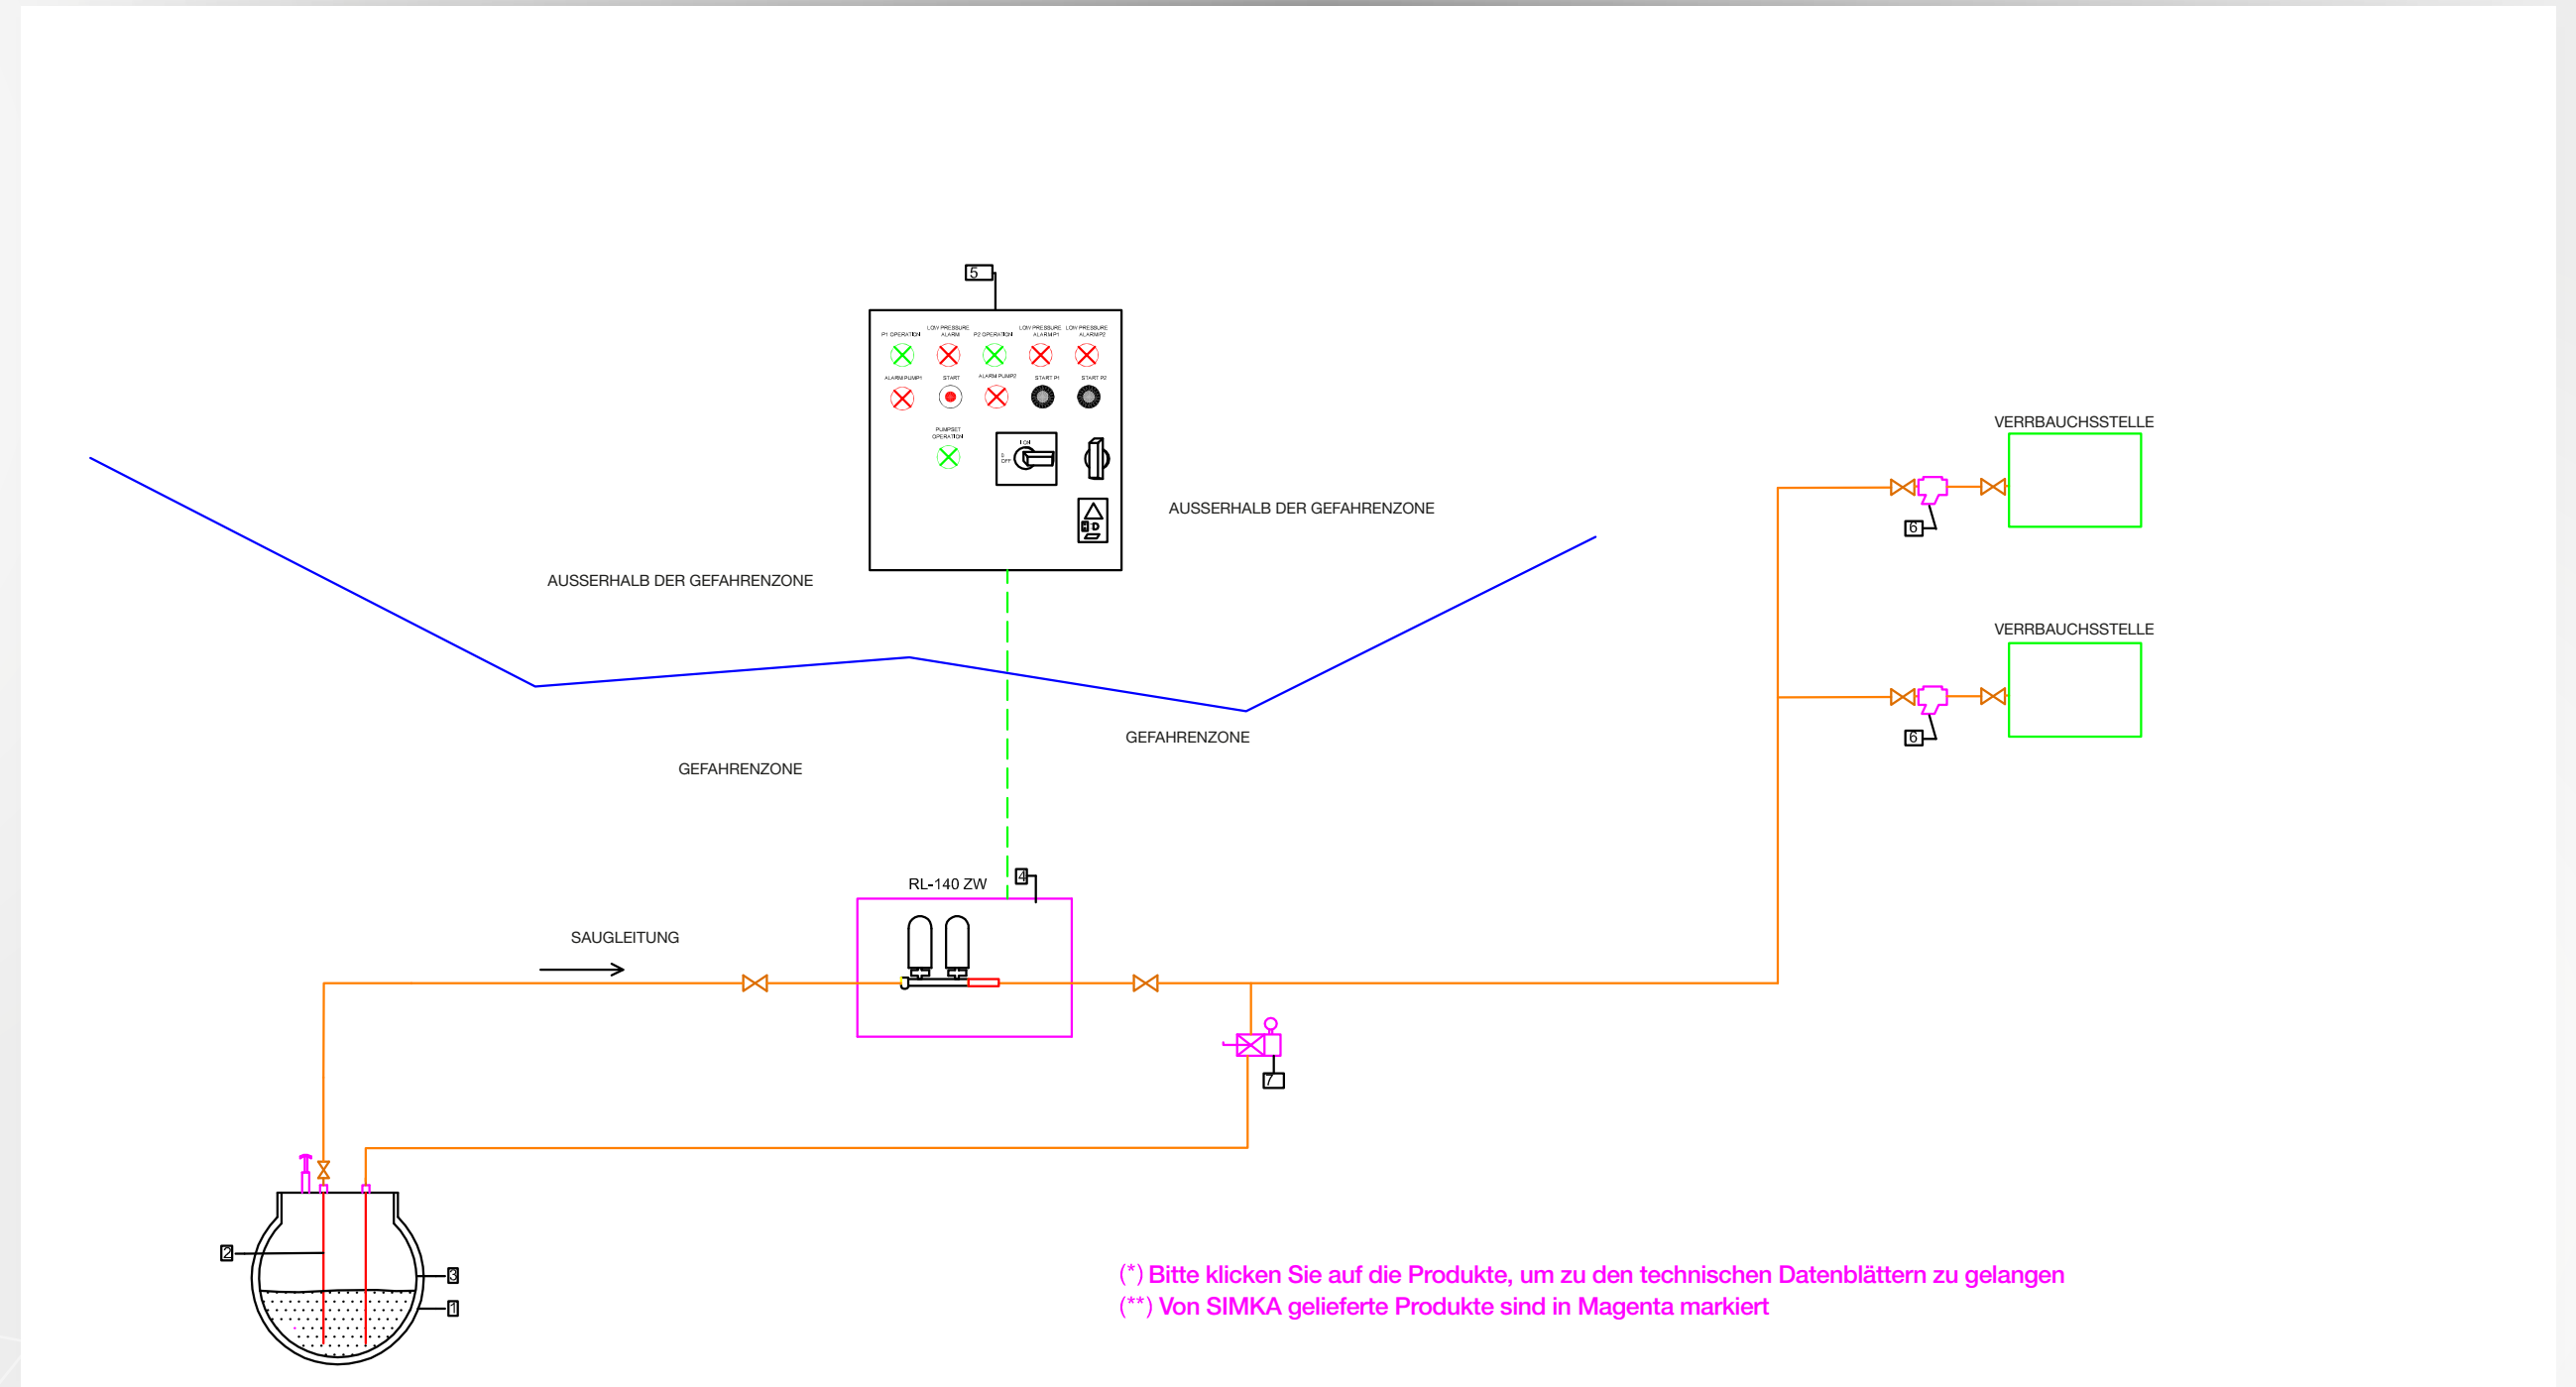 5
P1 OPERATION
LOW PRESSURE
ALARM
P2 OPERATION
LOW PRESSURE
ALARM P1
LOW PRESSURE
ALARM P2
ALARM PUMP1
START
ALARM PUMP2
START P1
START P2
PUMPSET
OPERATION
I ON
OFF
D
VERRBAUCHSSTELLE
6
AUSSERHALB DER GEFAHRENZONE
AUSSERHALB DER GEFAHRENZONE
VERRBAUCHSSTELLE
6
GEFAHRENZONE
GEFAHRENZONE
RL-140 ZW
4
SAUGLEITUNG
7
2
3
1
(*) Bitte klicken Sie auf die Produkte, um zu den technischen Datenblättern zu gelangen
(**) Von SIMKA gelieferte Produkte sind in Magenta markiert